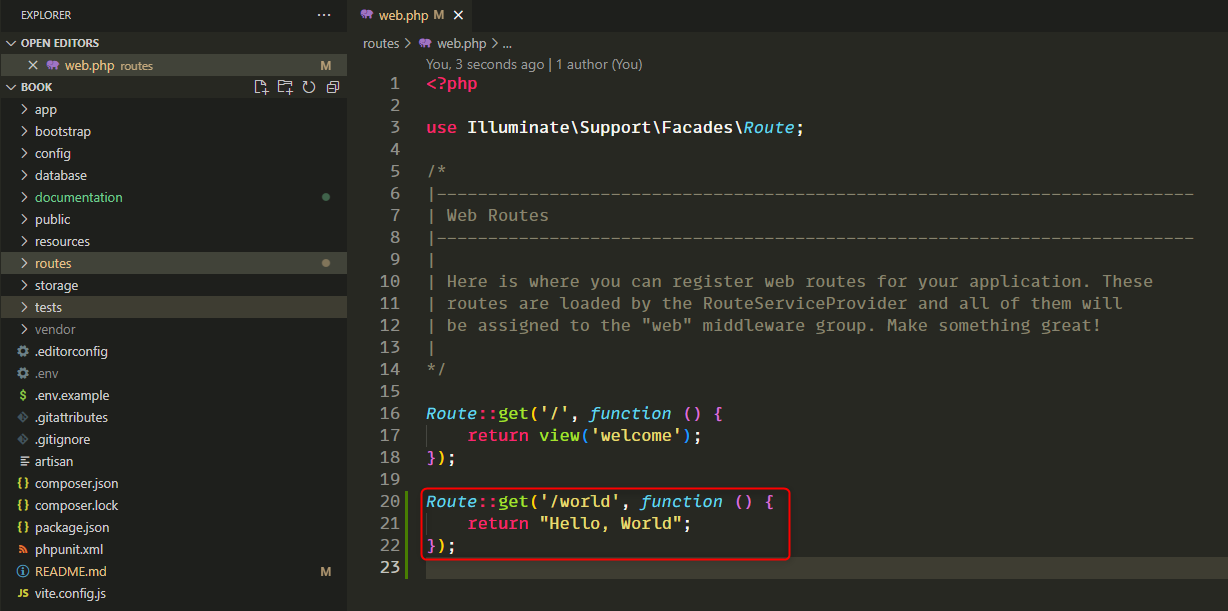 EXPLORER
...
OPEN EDITORS
web.php routes M
BOOK
app
bootstrap
config
database
documentation
public
resources
routes
storage
tests
vendor
.editorconfig
.env
$ .env.example
.gitattributes
.gitignore
artisan
{} composer.json
{} composer.lock
{} package.json
phpunit.xml
README.md M
JS vite.config.js
web.php M
routes > web.php > ...
You, 3 seconds ago | 1 author (You)
1 <?php
2
3 use Illuminate\Support\Facades\Route;
4
5 /*
6 |--------------------------------------------------------------------------
7 | Web Routes
8 |--------------------------------------------------------------------------
9 |
10 | Here is where you can register web routes for your application. These
11 | routes are loaded by the RouteServiceProvider and all of them will
12 | be assigned to the "web" middleware group. Make something great!
13 |
14 */
15
16 Route::get('/', function () {
17     return view('welcome');
18 });
19
20 Route::get('/world', function () {
21     return "Hello, World";
22 });
23